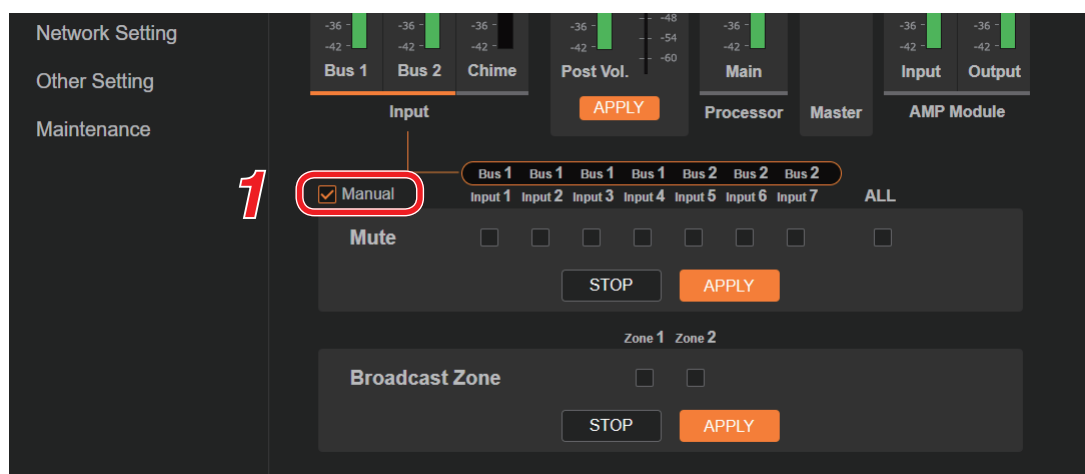 Network Setting
Other Setting
Maintenance
-36 -36 -36 -36 -48 -36 -36 -36
-42 -42 -42 -42 -54 -42 -42 -42
-60
Bus 1 Bus 2 Chime Post Vol. Main Input Output
Input APPLY Processor Master AMP Module
Bus 1 Bus 1 Bus 1 Bus 1 Bus 2 Bus 2 Bus 2
1 Manual Input 1 Input 2 Input 3 Input 4 Input 5 Input 6 Input 7 ALL
Mute
STOP APPLY
Zone 1 Zone 2
Broadcast Zone
STOP APPLY